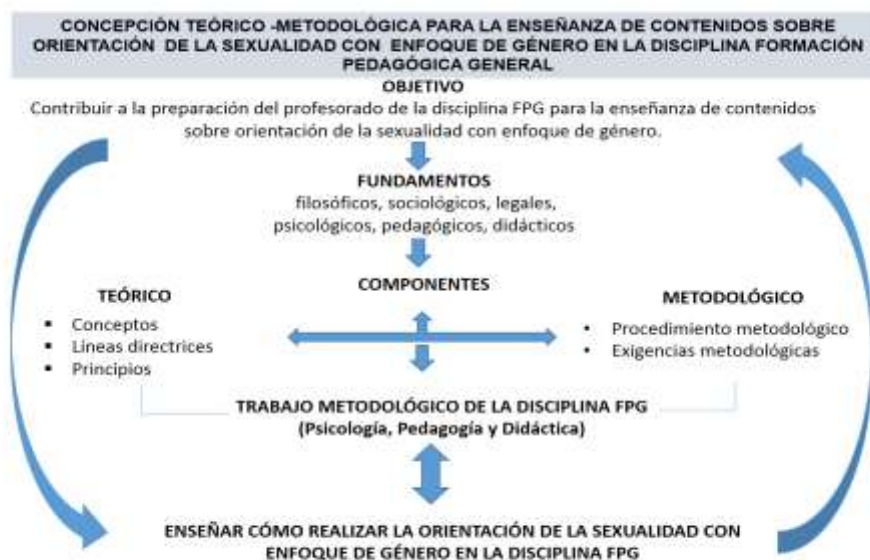 CONCEPCIÓN TEÓRICO -METODOLÓGICA PARA LA ENSEÑANZA DE CONTENIDOS SOBRE
ORIENTACIÓN DE LA SEXUALIDAD CON ENFOQUE DE GÉNERO EN LA DISCIPLINA FORMACIÓN
PEDAGÓGICA GENERAL
OBJETIVO
Contribuir a la preparación del profesorado de la disciplina FPG para la enseñanza de contenidos
sobre orientación de la sexualidad con enfoque de género.
FUNDAMENTOS
filosóficos, sociológicos, legales,
psicológicos, pedagógicos, didácticos
COMPONENTES
TEÓRICO
▪ Conceptos
▪ Líneas directrices
▪ Principios
METODOLÓGICO
• Procedimiento metodológico
• Exigencias metodológicas
TRABAJO METODOLÓGICO DE LA DISCIPLINA FPG
(Psicología, Pedagogía y Didáctica)
ENSEÑAR CÓMO REALIZAR LA ORIENTACIÓN DE LA SEXUALIDAD CON
ENFOQUE DE GÉNERO EN LA DISCIPLINA FPG